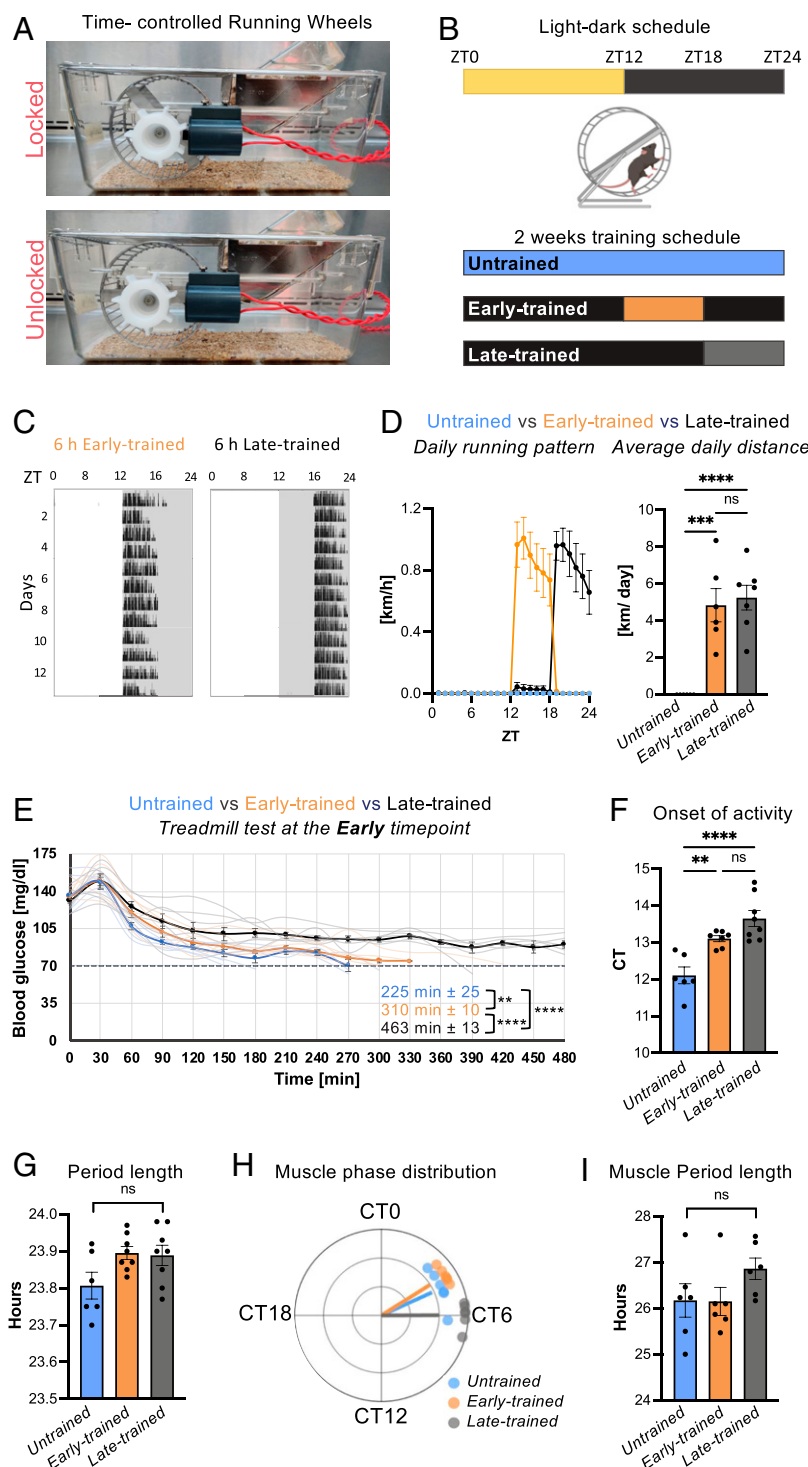 A
Time- controlled Running Wheels
Locked
Unlocked
B
Light-dark schedule
ZT0 ZT12 ZT18 ZT24
2 weeks training schedule
Untrained
Early-trained
Late-trained
C
6 h Early-trained 6 h Late-trained
ZT 0 4 8 12 16 20 24 0 4 8 12 16 20 24
Days
2
4
6
8
10
12
D
Untrained vs Early-trained vs Late-trained
Daily running pattern Average daily distance
[km/h]
1.2
0.8
0.4
0.0
0 6 12 18 24
ZT
****
*** ns
[km/ day]
10
8
6
4
2
0
Untrained
Early-trained
Late-trained
E
Untrained vs Early-trained vs Late-trained
Treadmill test at the Early timepoint
Blood glucose [mg/dl]
175
140
105
70
35
0
225 min ± 25
310 min ± 10
463 min ± 13
**
****
****
0 30 60 90 120 150 180 210 240 270 300 330 360 390 420 450 480
Time [min]
F
Onset of activity
****
** ns
CT
15
14
13
12
11
10
Untrained
Early-trained
Late-trained
G
Period length
ns
Hours
24.0
23.9
23.8
23.7
23.6
23.5
Untrained
Early-trained
Late-trained
H
Muscle phase distribution
CT0
CT18 CT6
CT12
Untrained
Early-trained
Late-trained
I
Muscle Period length
ns
Hours
28
27
26
25
24
Untrained
Early-trained
Late-trained